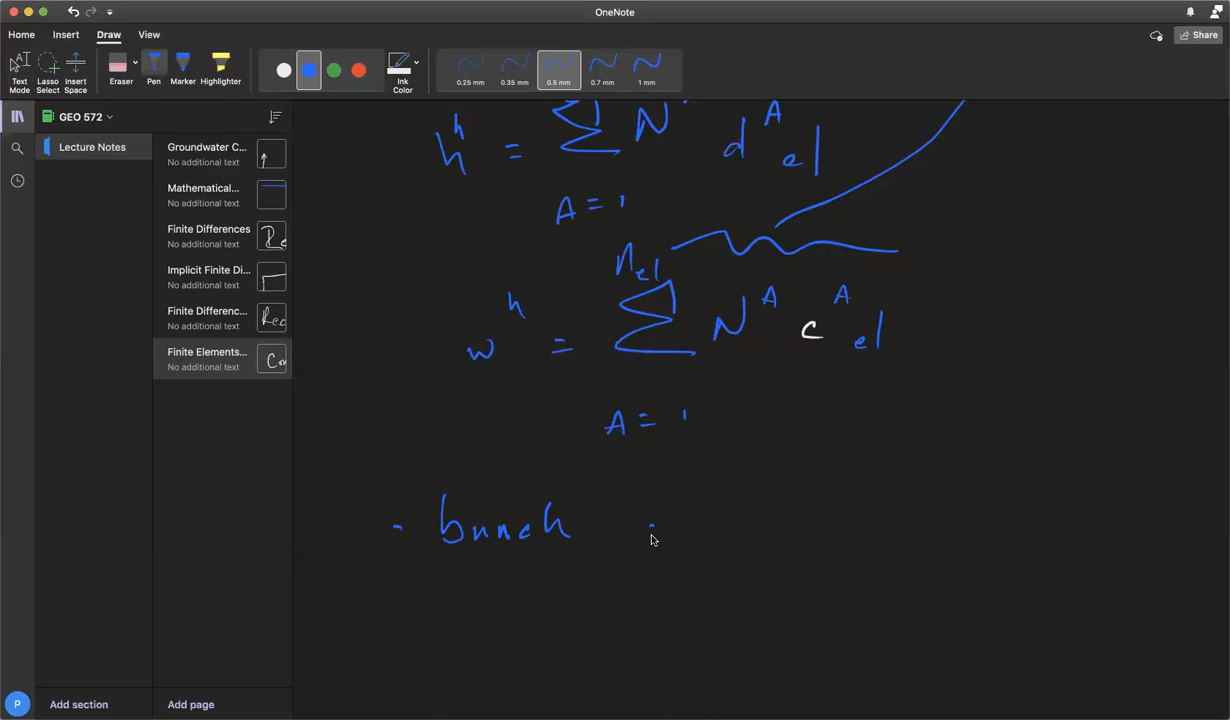 OneNote
Home Insert Draw View
Share
Text Mode
Lasso Select
Insert Space
Eraser
Pen
Marker
Highlighter
Ink Color
0.25 mm
0.35 mm
0.5 mm
0.7 mm
1 mm
GEO 572
Lecture Notes
Groundwater C...
No additional text
Mathematical...
No additional text
Finite Differences
No additional text
Implicit Finite Di...
No additional text
Finite Differenc...
No additional text
Finite Elements...
No additional text
h^h = ∑ N d^A_el
A = 1
n_el
w^h = ∑ N^A c^A_el
A = 1
- bunch
P
Add section
Add page